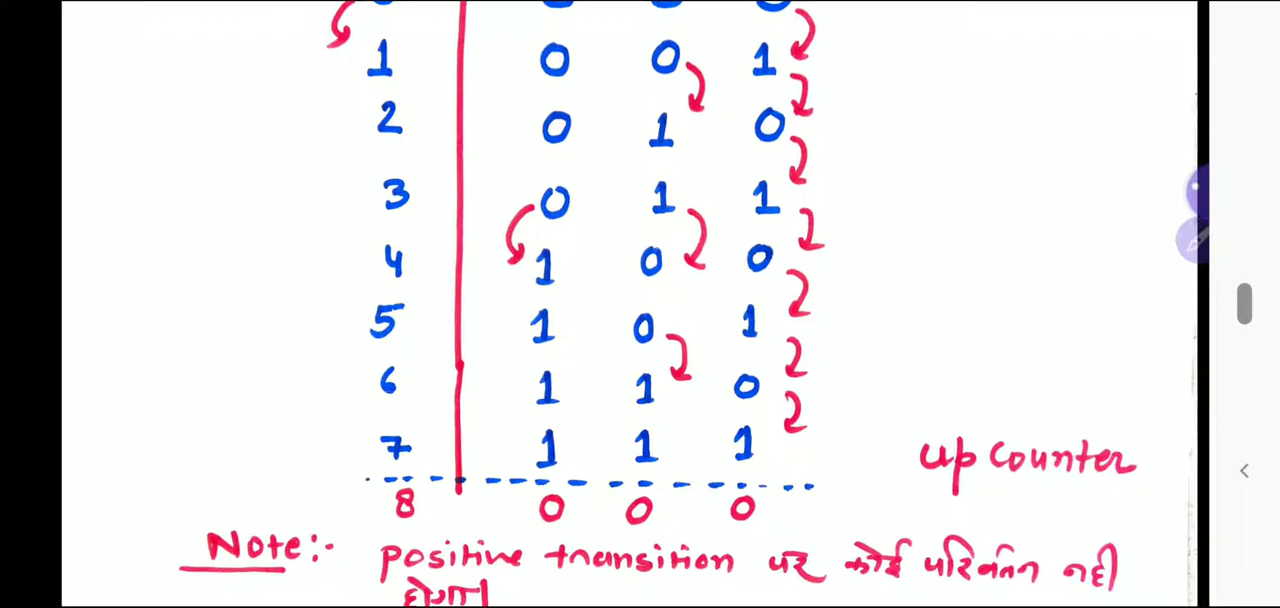 1 0 0 1
2 0 1 0
3 0 1 1
4 1 0 0
5 1 0 1
6 1 1 0
7 1 1 1
up counter
8 0 0 0
Note:- positive transition पर कोई परिवर्तन नही
होगा